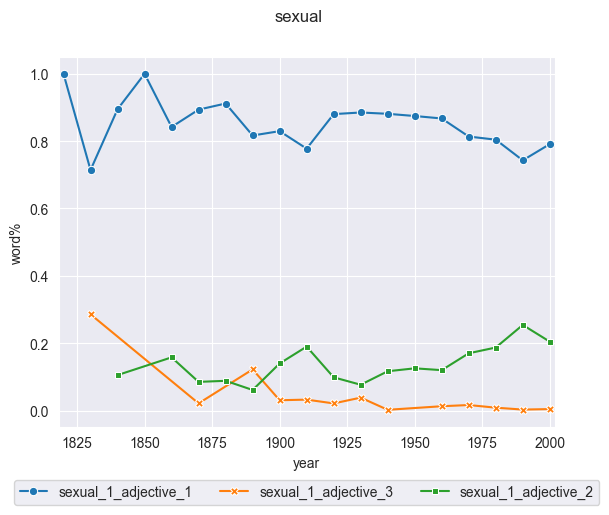 sexual
1.0
0.8
0.6
0.4
0.2
0.0
word%
1825 1850 1875 1900 1925 1950 1975 2000
year
sexual_1_adjective_1 sexual_1_adjective_3 sexual_1_adjective_2